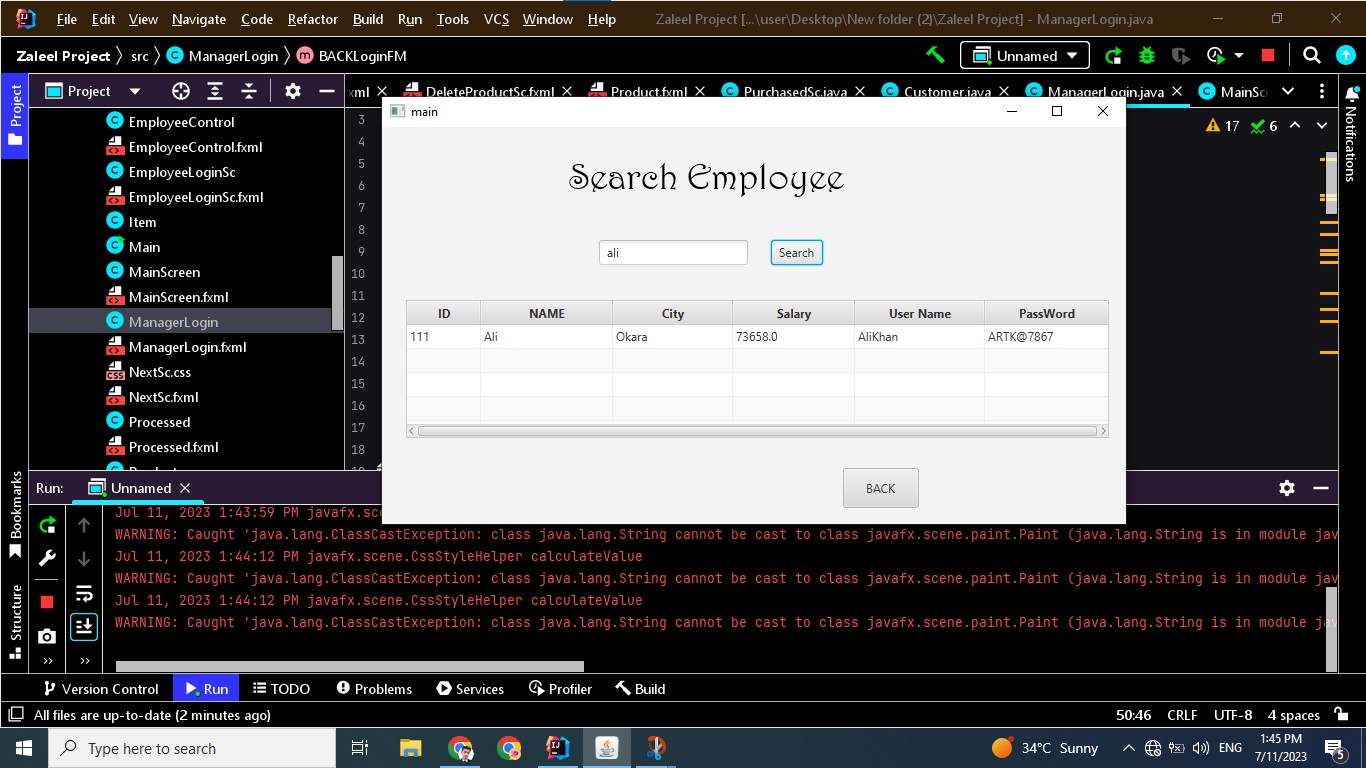 File Edit View Navigate Code Refactor Build Run Tools VCS Window Help Zaleel Project [...\user\Desktop\New folder (2)\Zaleel Project] - ManagerLogin.java
Zaleel Project src ManagerLogin BACKLoginFM Unnamed
Project xml DeleteProductSc.fxml Product.fxml PurchasedSc.java Customer.java ManagerLogin.java MainSc
Project
Notifications
17 6
EmployeeControl
EmployeeControl.fxml
EmployeeLoginSc
EmployeeLoginSc.fxml
Item
Main
MainScreen
MainScreen.fxml
ManagerLogin
ManagerLogin.fxml
NextSc.css
NextSc.fxml
Processed
Processed.fxml
3
4
5
6
7
8
9
10
11
12
13
14
15
16
17
18
main
Search Employee
ali Search
ID NAME City Salary User Name PassWord
111 Ali Okara 73658.0 AliKhan ARTK@7867
BACK
Bookmarks
Structure
Run: Unnamed
Jul 11, 2023 1:43:59 PM javafx.sce
WARNING: Caught 'java.lang.ClassCastException: class java.lang.String cannot be cast to class javafx.scene.paint.Paint (java.lang.String is in module jav
Jul 11, 2023 1:44:12 PM javafx.scene.CssStyleHelper calculateValue
WARNING: Caught 'java.lang.ClassCastException: class java.lang.String cannot be cast to class javafx.scene.paint.Paint (java.lang.String is in module jav
Jul 11, 2023 1:44:12 PM javafx.scene.CssStyleHelper calculateValue
WARNING: Caught 'java.lang.ClassCastException: class java.lang.String cannot be cast to class javafx.scene.paint.Paint (java.lang.String is in module jav
Version Control Run TODO Problems Services Profiler Build
All files are up-to-date (2 minutes ago) 50:46 CRLF UTF-8 4 spaces
Type here to search 34°C Sunny ENG 1:45 PM
7/11/2023 5